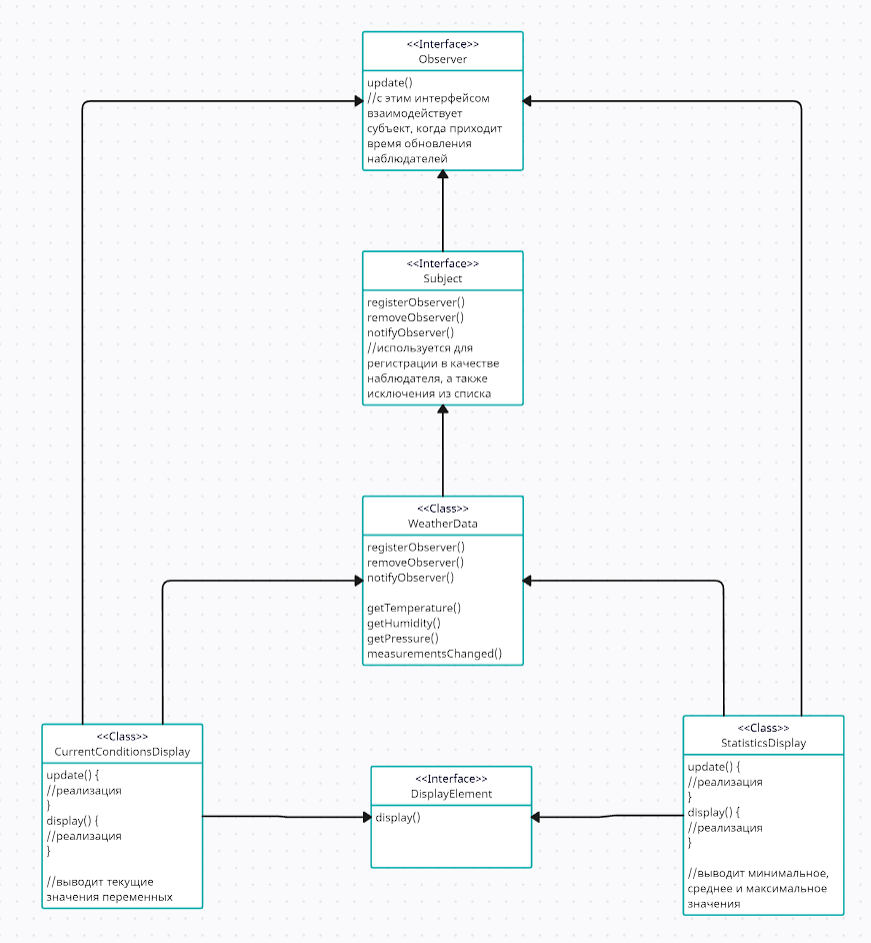 <<Interface>>
Observer
update()
//с этим интерфейсом
взаимодействует
субъект, когда приходит
время обновления
наблюдателей
<<Interface>>
Subject
registerObserver()
removeObserver()
notifyObserver()
//используется для
регистрации в качестве
наблюдателя, а также
исключения из списка
<<Class>>
WeatherData
registerObserver()
removeObserver()
notifyObserver()
getTemperature()
getHumidity()
getPressure()
measurementsChanged()
<<Class>>
CurrentConditionsDisplay
update() {
//реализация
}
display() {
//реализация
}
//выводит текущие
значения переменных
<<Interface>>
DisplayElement
display()
<<Class>>
StatisticsDisplay
update() {
//реализация
}
display() {
//реализация
}
//выводит минимальное,
среднее и максимальное
значения